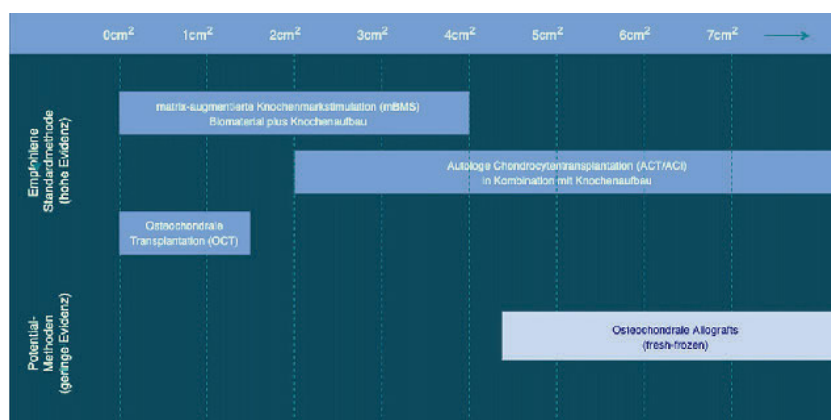 0cm² 1cm² 2cm² 3cm² 4cm² 5cm² 6cm² 7cm²
Empfohlene
Standardmethode
(hohe Evidenz)
matrix-augmentierte Knochenmarkstimulation (mBMS)
Biomaterial plus Knochenaufbau
Autologe Chondrocytentransplantation (ACT/ACI)
in Kombination mit Knochenaufbau
Osteochondrale
Transplantation (OCT)
Potential-
Methoden
(geringe Evidenz)
Osteochondrale Allografts
(fresh-frozen)